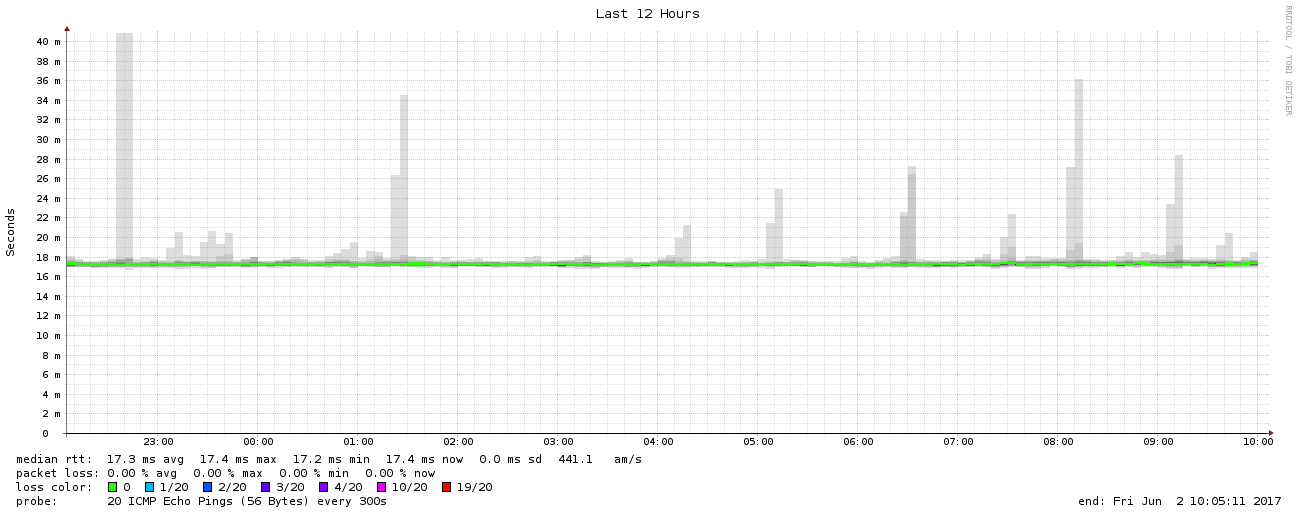 Last 12 Hours
RRDTOOL / TOBI OETIKER
Seconds
40 m
38 m
36 m
34 m
32 m
30 m
28 m
26 m
24 m
22 m
20 m
18 m
16 m
14 m
12 m
10 m
8 m
6 m
4 m
2 m
0
23:00 00:00 01:00 02:00 03:00 04:00 05:00 06:00 07:00 08:00 09:00 10:00
median rtt: 17.3 ms avg 17.4 ms max 17.2 ms min 17.4 ms now 0.0 ms sd 441.1 am/s
packet loss: 0.00 % avg 0.00 % max 0.00 % min 0.00 % now
loss color: 0 1/20 2/20 3/20 4/20 10/20 19/20
probe: 20 ICMP Echo Pings (56 Bytes) every 300s end: Fri Jun 2 10:05:11 2017